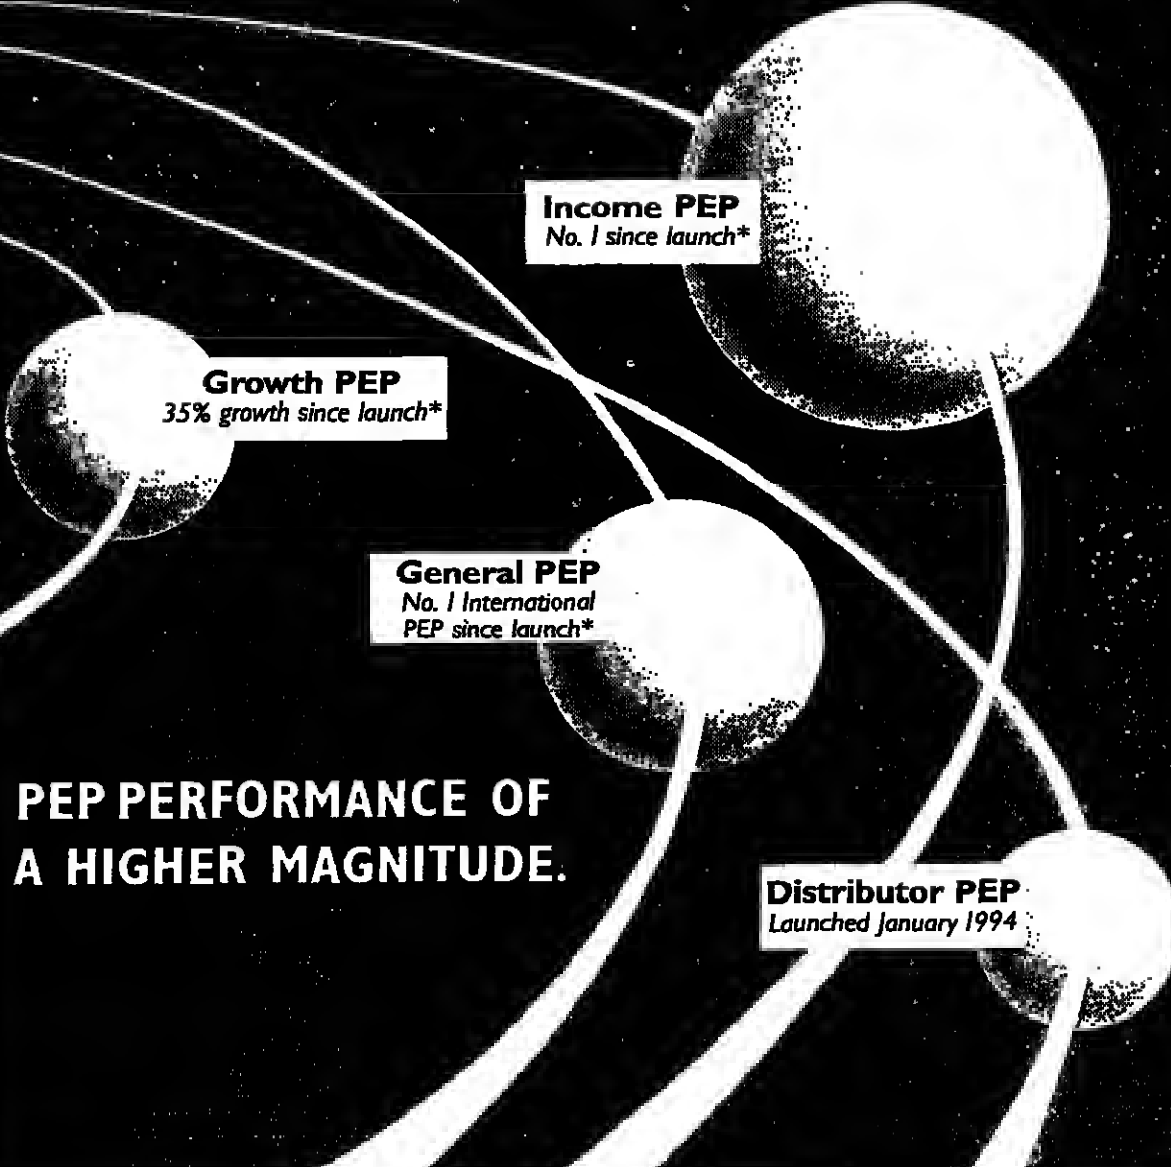 Income PEP
No. 1 since launch*
Growth PEP
35% growth since launch*
General PEP
No. 1 International
PEP since launch*
PEP PERFORMANCE OF
A HIGHER MAGNITUDE.
Distributor PEP
Launched January 1994